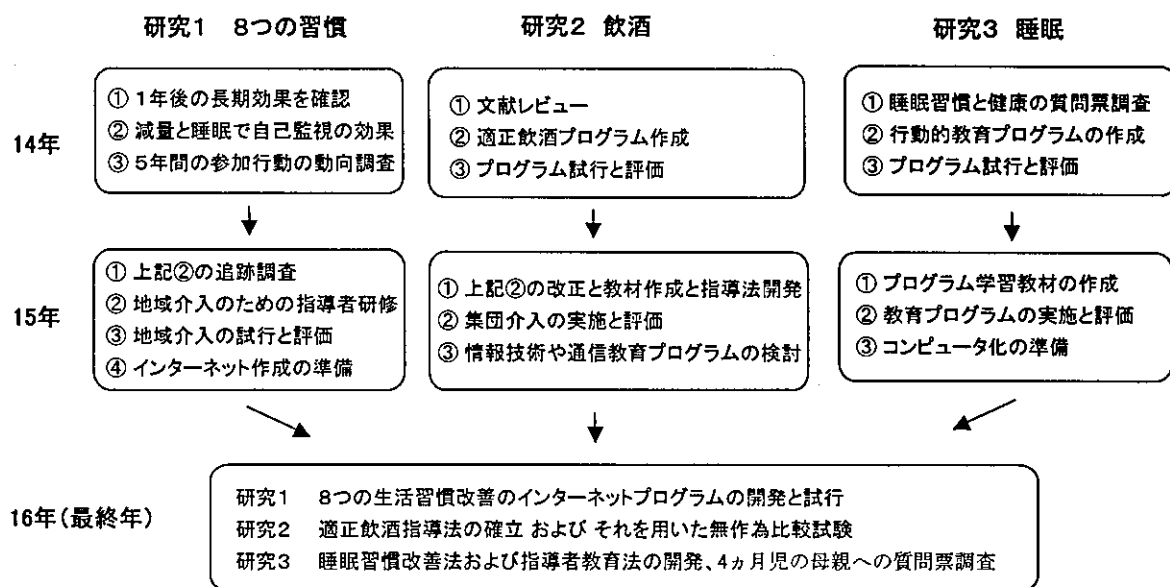 研究1 8つの習慣
研究2 飲酒
研究3 睡眠
14年
① 1年後の長期効果を確認
② 減量と睡眠で自己監視の効果
③ 5年間の参加行動の動向調査
① 文献レビュー
② 適正飲酒プログラム作成
③ プログラム試行と評価
① 睡眠習慣と健康の質問票調査
② 行動的教育プログラムの作成
③ プログラム試行と評価
15年
① 上記②の追跡調査
② 地域介入のための指導者研修
③ 地域介入の試行と評価
④ インターネット作成の準備
① 上記②の改正と教材作成と指導法開発
② 集団介入の実施と評価
③ 情報技術や通信教育プログラムの検討
① プログラム学習教材の作成
② 教育プログラムの実施と評価
③ コンピュータ化の準備
16年(最終年)
研究1 8つの生活習慣改善のインターネットプログラムの開発と試行
研究2 適正飲酒指導法の確立 および それを用いた無作為比較試験
研究3 睡眠習慣改善法および指導者教育法の開発、4ヵ月児の母親への質問票調査